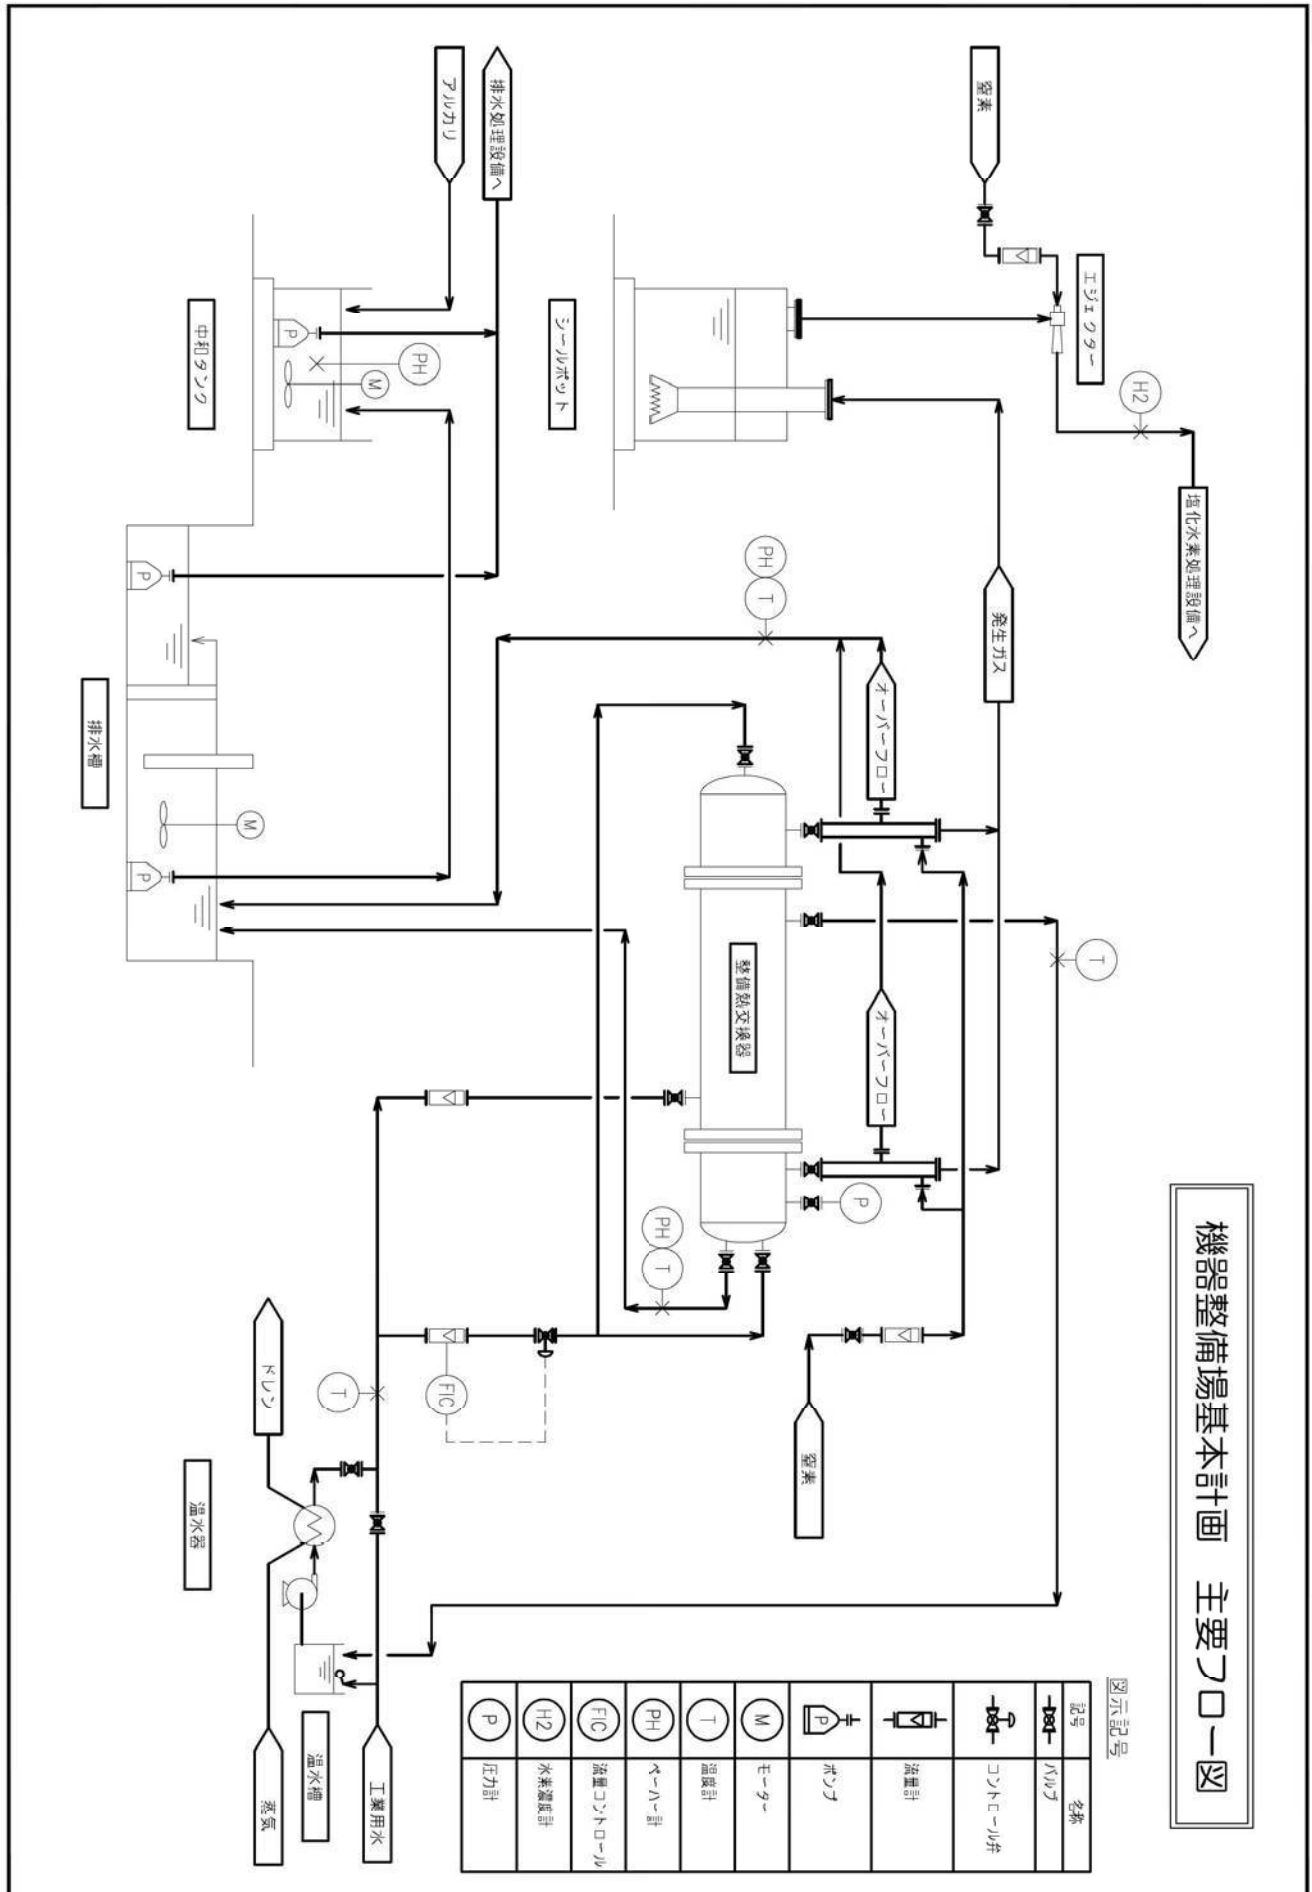 機器整備場基本計画　主要フロー図
窒素
エジェクター
H2
塩化水素処理設備へ
発生ガス
シールポット
PH
T
オーバーフロー
オーバーフロー
T
整備熱交換器
P
PH
T
窒素
アルカリ
排水処理設備へ
中和タンク
P
PH
M
P
排水槽
M
P
FIC
T
ドレン
温水器
温水槽
工業用水
蒸気
図示記号
記号 名称
バルブ
コントロール弁
流量計
P ポンプ
M モーター
T 温度計
PH ペーハー計
FIC 流量コントロール
H2 水素濃度計
P 圧力計